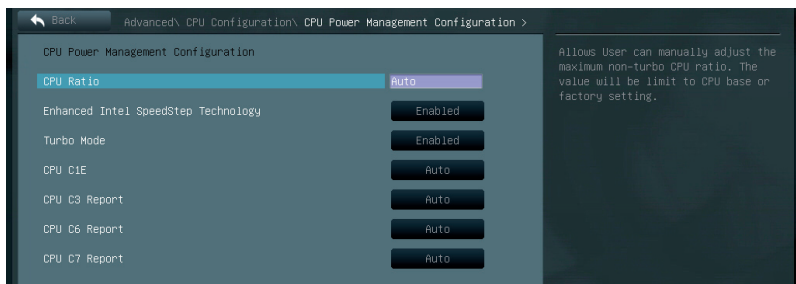 Back
Advanced\ CPU Configuration\ CPU Power Management Configuration >
CPU Power Management Configuration
CPU Ratio Auto
Enhanced Intel SpeedStep Technology Enabled
Turbo Mode Enabled
CPU C1E Auto
CPU C3 Report Auto
CPU C6 Report Auto
CPU C7 Report Auto
Allows User can manually adjust the
maximum non-turbo CPU ratio. The
value will be limit to CPU base or
factory setting.